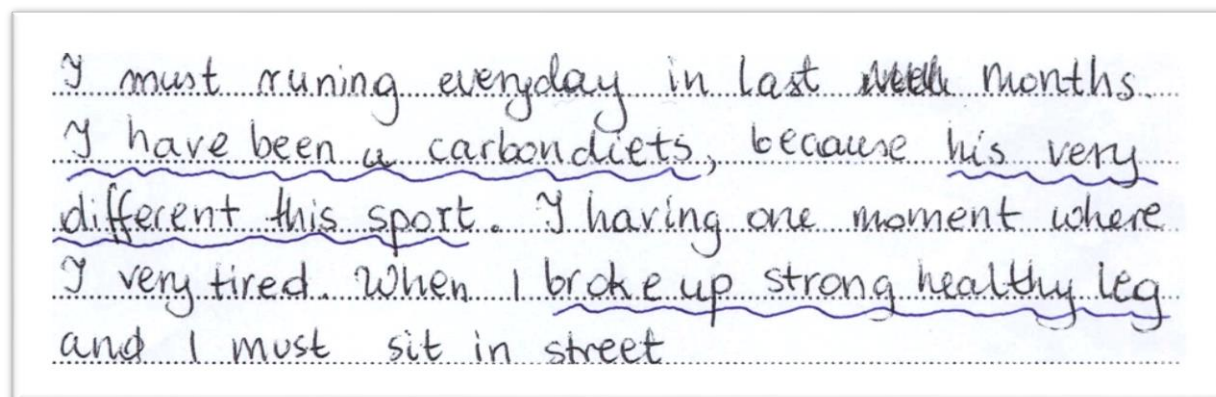 I must runing everyday in last months.
I have been a carbondiets, because his very
different this sport. I having one moment where
I very tired. When I broke up strong healthy leg
and I must sit in street